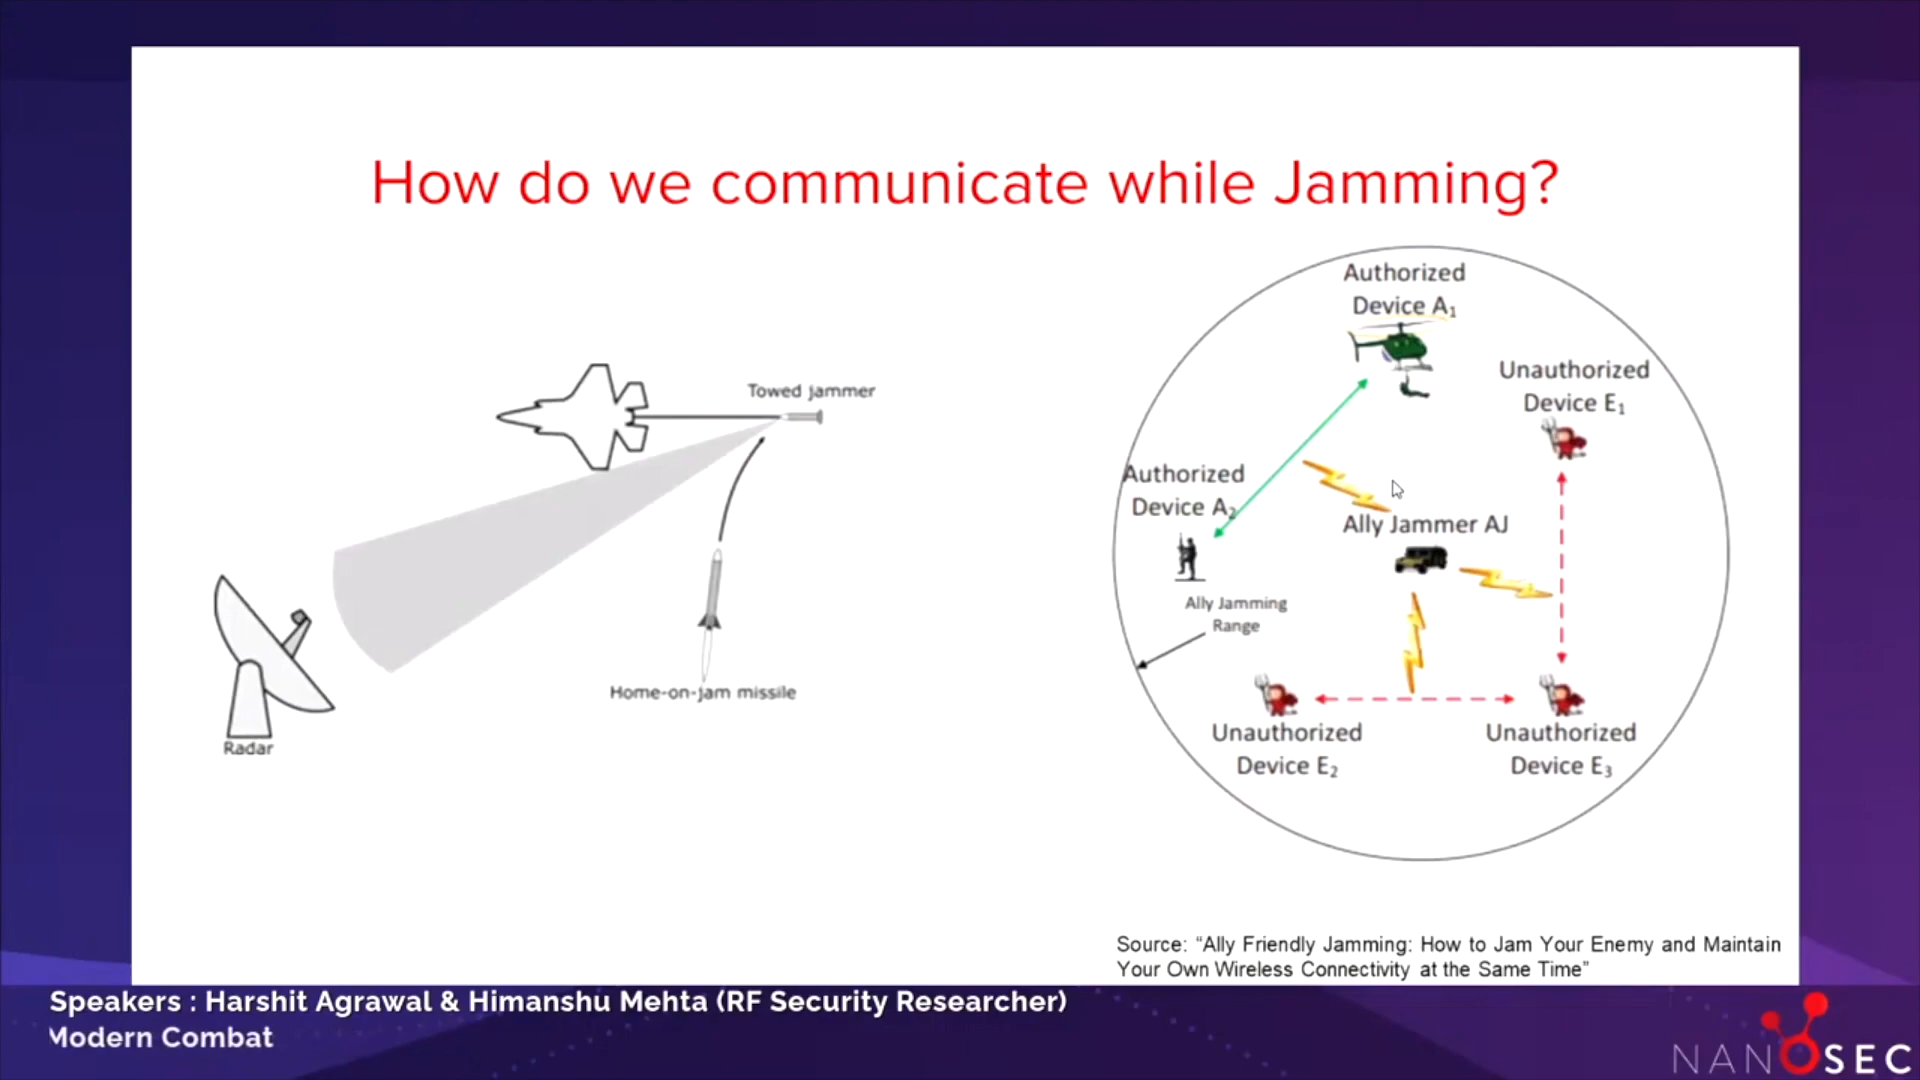 How do we communicate while Jamming?
Towed jammer
Home-on-jam missile
Radar
Authorized
Device A₁
Unauthorized
Device E₁
Authorized
Device A₂
Ally Jammer AJ
Ally Jamming
Range
Unauthorized
Device E₂
Unauthorized
Device E₃
Source: “Ally Friendly Jamming: How to Jam Your Enemy and Maintain
Your Own Wireless Connectivity at the Same Time”
Speakers : Harshit Agrawal & Himanshu Mehta (RF Security Researcher)
Modern Combat
NANOSEC